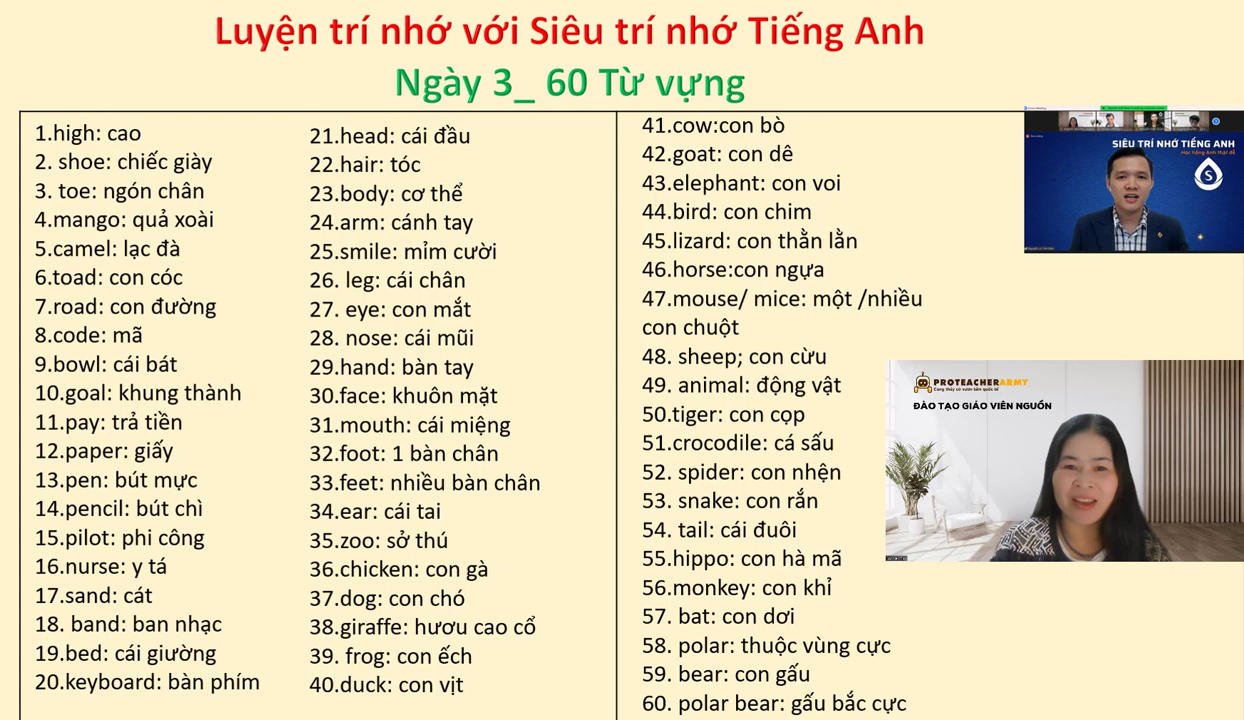 Luyện trí nhớ với Siêu trí nhớ Tiếng Anh
Ngày 3_ 60 Từ vựng
1.high: cao
2. shoe: chiếc giày
3. toe: ngón chân
4.mango: quả xoài
5.camel: lạc đà
6.toad: con cóc
7.road: con đường
8.code: mã
9.bowl: cái bát
10.goal: khung thành
11.pay: trả tiền
12.paper: giấy
13.pen: bút mực
14.pencil: bút chì
15.pilot: phi công
16.nurse: y tá
17.sand: cát
18. band: ban nhạc
19.bed: cái giường
20.keyboard: bàn phím
21.head: cái đầu
22.hair: tóc
23.body: cơ thể
24.arm: cánh tay
25.smile: mỉm cười
26. leg: cái chân
27. eye: con mắt
28. nose: cái mũi
29.hand: bàn tay
30.face: khuôn mặt
31.mouth: cái miệng
32.foot: 1 bàn chân
33.feet: nhiều bàn chân
34.ear: cái tai
35.zoo: sở thú
36.chicken: con gà
37.dog: con chó
38.giraffe: hươu cao cổ
39. frog: con ếch
40.duck: con vịt
41.cow:con bò
42.goat: con dê
43.elephant: con voi
44.bird: con chim
45.lizard: con thằn lằn
46.horse:con ngựa
47.mouse/ mice: một /nhiều
con chuột
48. sheep; con cừu
49. animal: động vật
50.tiger: con cọp
51.crocodile: cá sấu
52. spider: con nhện
53. snake: con rắn
54. tail: cái đuôi
55.hippo: con hà mã
56.monkey: con khỉ
57. bat: con dơi
58. polar: thuộc vùng cực
59. bear: con gấu
60. polar bear: gấu bắc cực
SIÊU TRÍ NHỚ TIẾNG ANH
Học tiếng Anh thật dễ
S
PROTEACHERARMY
Cùng thầy cô vươn tầm quốc tế
ĐÀO TẠO GIÁO VIÊN NGUỒN